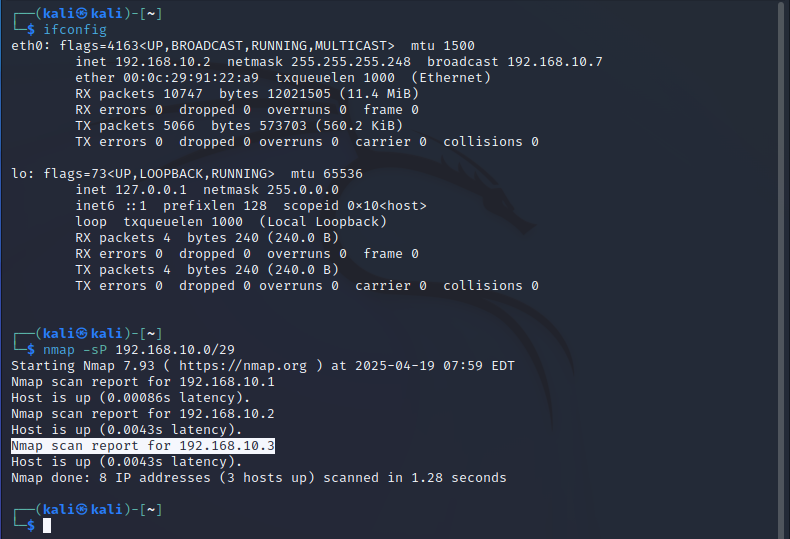 ┌──(kali㉿kali)-[~]
└─$ ifconfig
eth0: flags=4163<UP,BROADCAST,RUNNING,MULTICAST>  mtu 1500
        inet 192.168.10.2  netmask 255.255.255.248  broadcast 192.168.10.7
        ether 00:0c:29:91:22:a9  txqueuelen 1000  (Ethernet)
        RX packets 10747  bytes 12021505 (11.4 MiB)
        RX errors 0  dropped 0  overruns 0  frame 0
        TX packets 5066  bytes 573703 (560.2 KiB)
        TX errors 0  dropped 0 overruns 0  carrier 0  collisions 0

lo: flags=73<UP,LOOPBACK,RUNNING>  mtu 65536
        inet 127.0.0.1  netmask 255.0.0.0
        inet6 ::1  prefixlen 128  scopeid 0×10<host>
        loop  txqueuelen 1000  (Local Loopback)
        RX packets 4  bytes 240 (240.0 B)
        RX errors 0  dropped 0  overruns 0  frame 0
        TX packets 4  bytes 240 (240.0 B)
        TX errors 0  dropped 0 overruns 0  carrier 0  collisions 0

┌──(kali㉿kali)-[~]
└─$ nmap -sP 192.168.10.0/29
Starting Nmap 7.93 ( https://nmap.org ) at 2025-04-19 07:59 EDT
Nmap scan report for 192.168.10.1
Host is up (0.00086s latency).
Nmap scan report for 192.168.10.2
Host is up (0.0043s latency).
Nmap scan report for 192.168.10.3
Host is up (0.0043s latency).
Nmap done: 8 IP addresses (3 hosts up) scanned in 1.28 seconds

┌──(kali㉿kali)-[~]
└─$